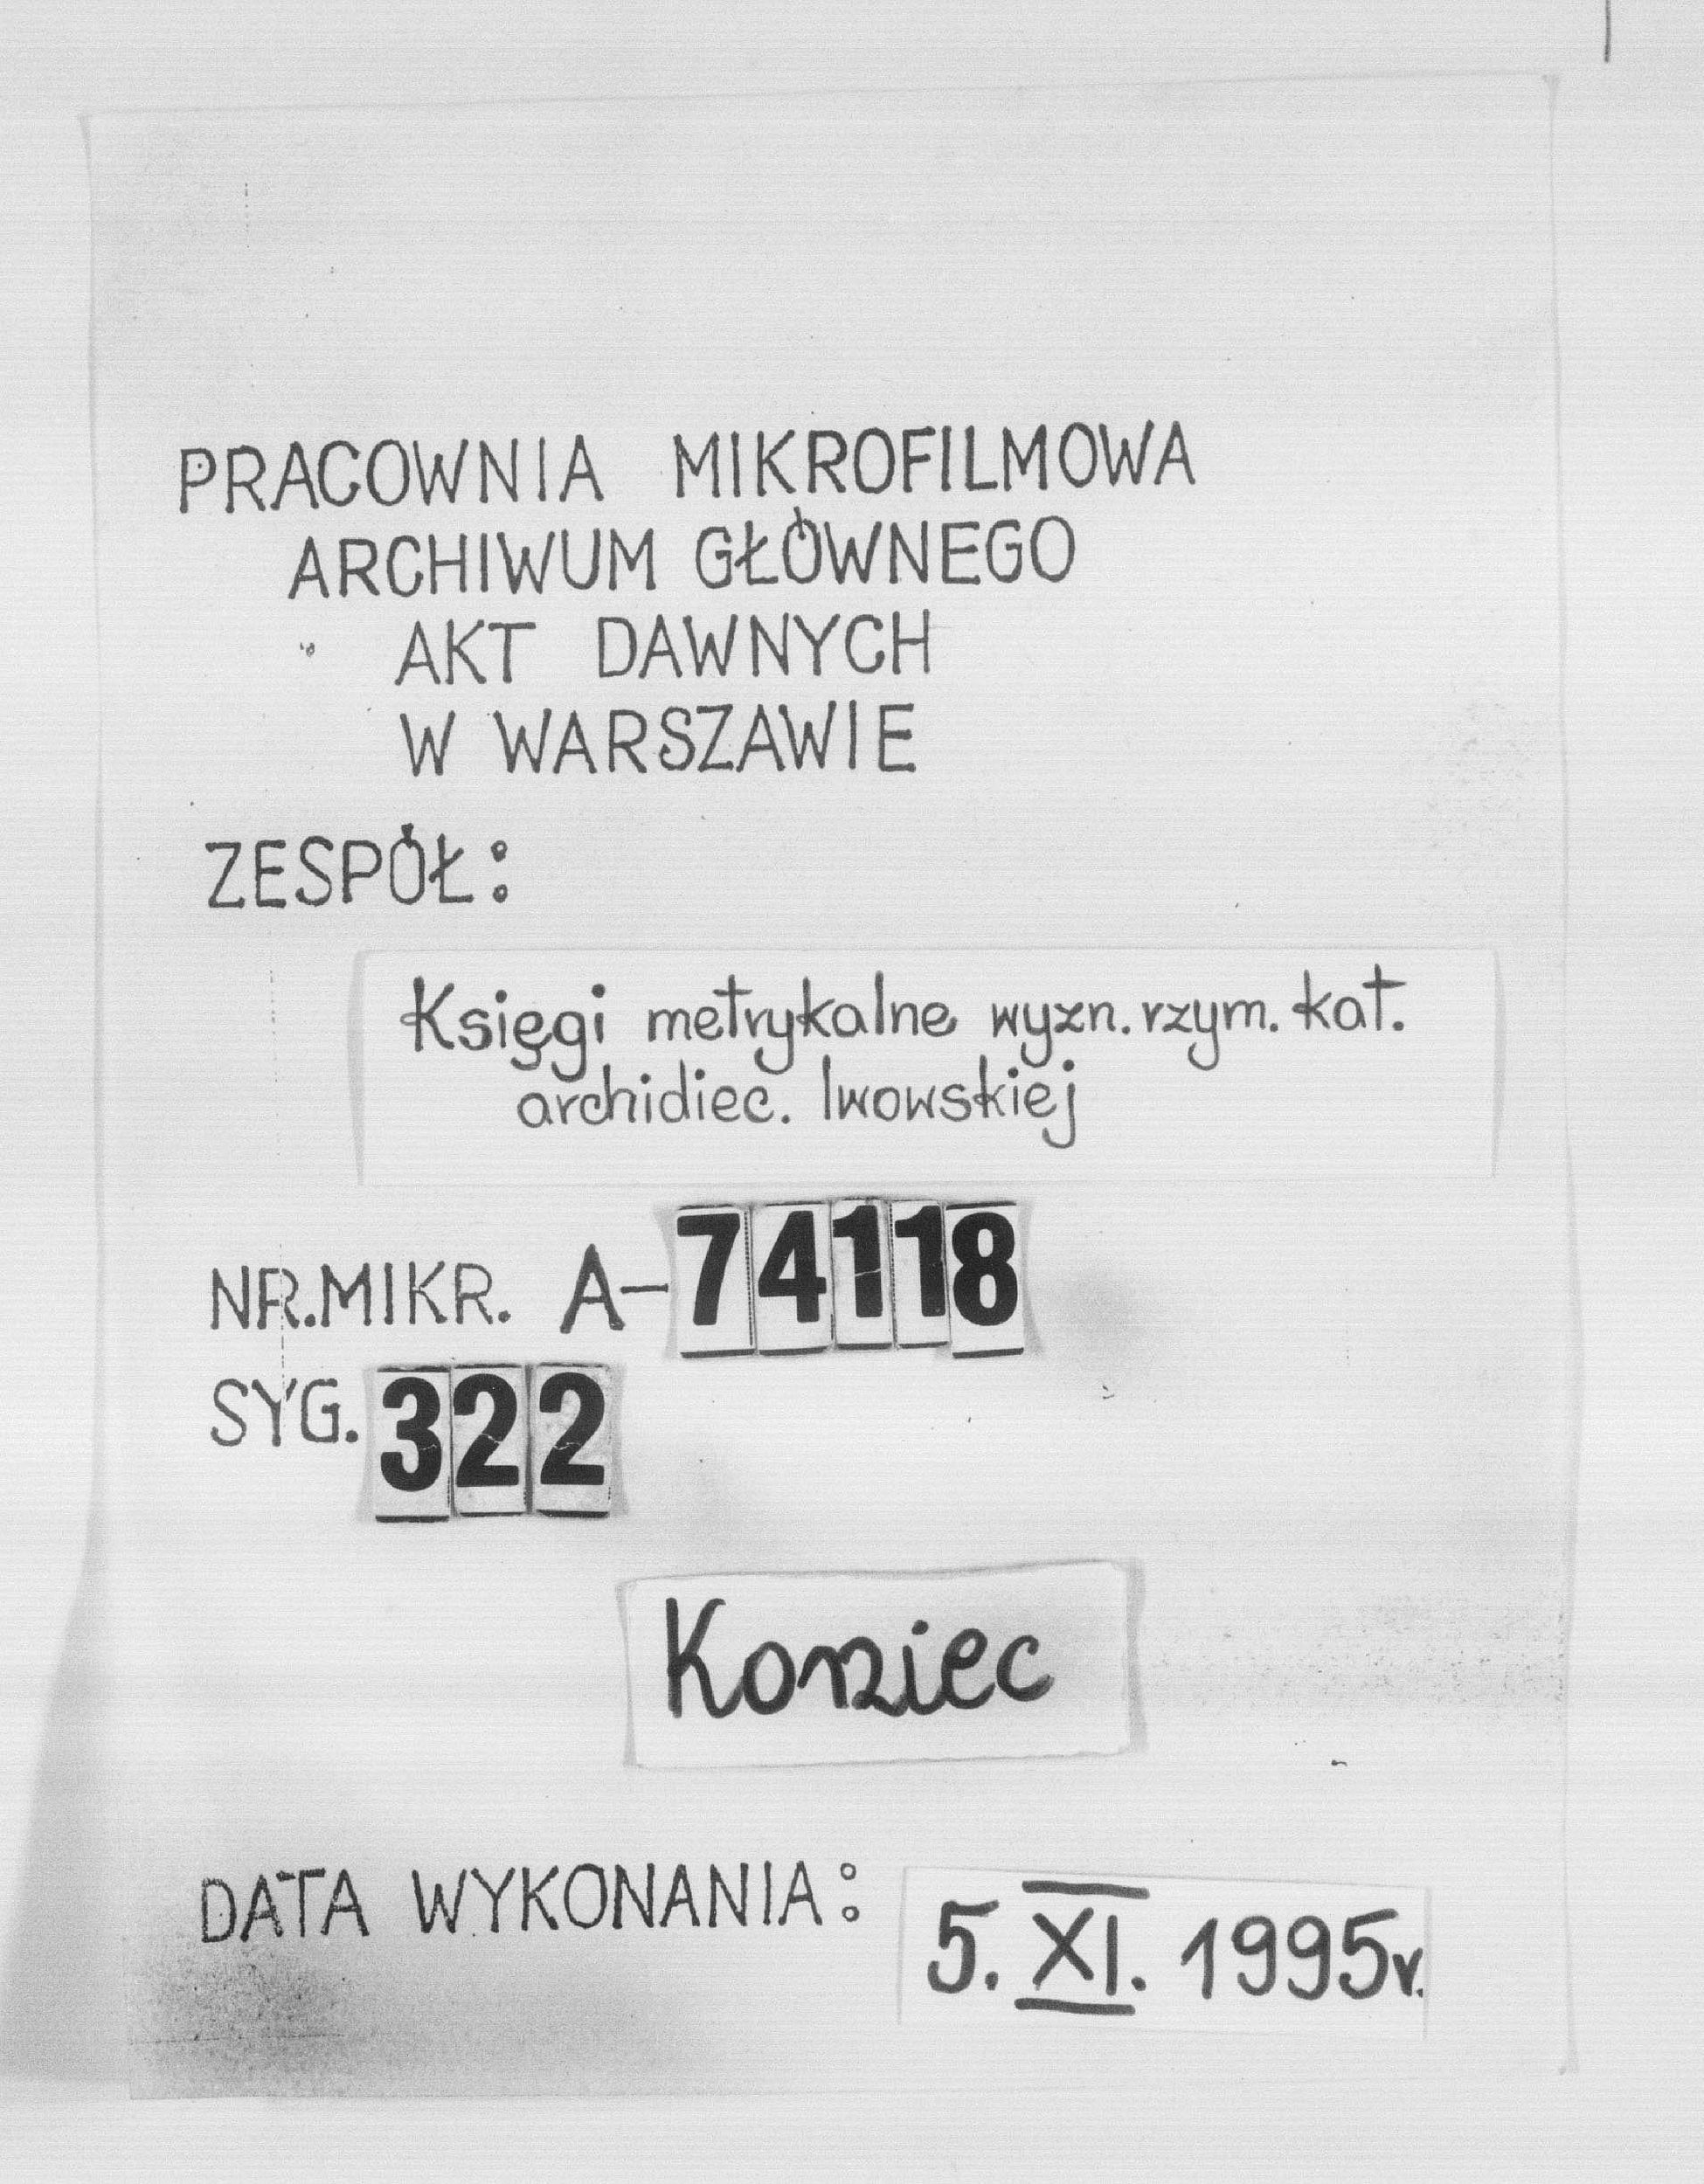 PRACOWNIA MIKROFILMOWA
ARCHIWUM GŁÓWNEGO
AKT DAWNYCH
W WARSZAWIE
ZESPÓŁ:
Księgi metrykalne wyzn. rzym. kat.
archidiec. lwowskiej
NR. MIKR. A-74118
SYG. 322
Koniec
DATA WYKONANIA: 5. XI. 1995r.